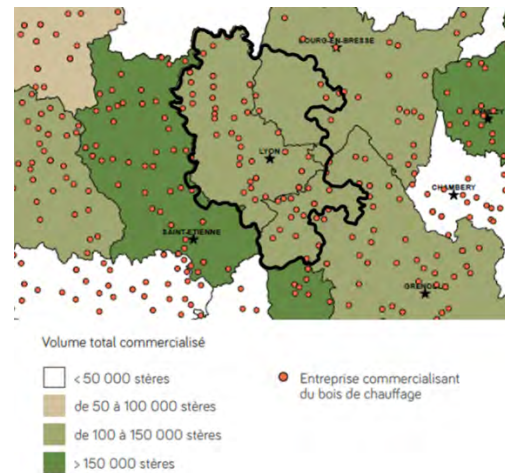 BOURG-EN-BRESSE
LYON
CHAMBERY
SAINT-ETIENNE
Volume total commercialisé
< 50 000 stères
de 50 à 100 000 stères
de 100 à 150 000 stères
> 150 000 stères
Entreprise commercialisant
du bois de chauffage